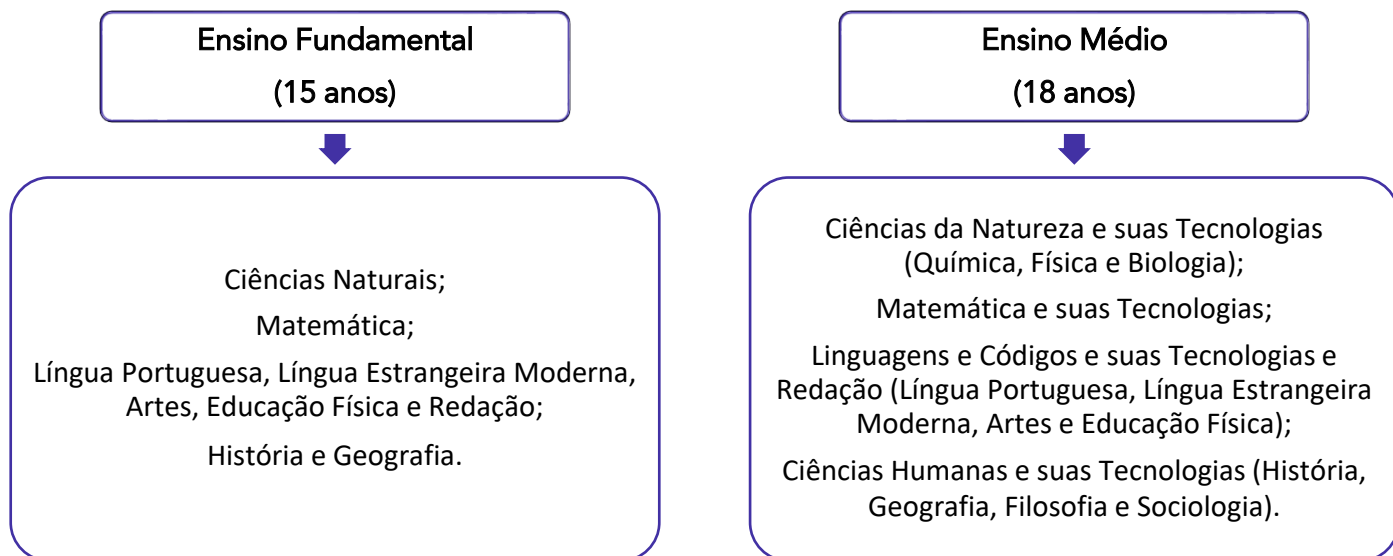 Ensino Fundamental
(15 anos)
Ciências Naturais;
Matemática;
Língua Portuguesa, Língua Estrangeira Moderna,
Artes, Educação Física e Redação;
História e Geografia.
Ensino Médio
(18 anos)
Ciências da Natureza e suas Tecnologias
(Química, Física e Biologia);
Matemática e suas Tecnologias;
Linguagens e Códigos e suas Tecnologias e
Redação (Língua Portuguesa, Língua Estrangeira
Moderna, Artes e Educação Física);
Ciências Humanas e suas Tecnologias (História,
Geografia, Filosofia e Sociologia).